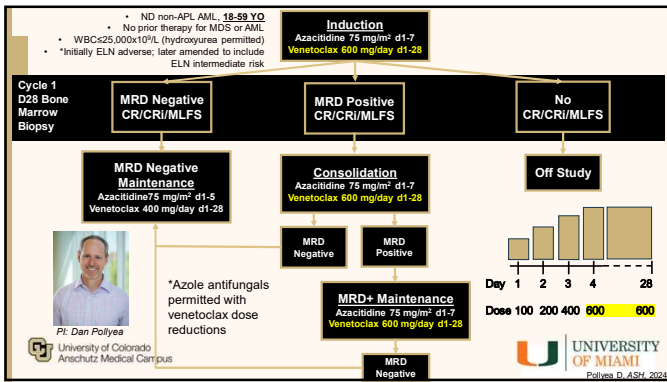 • ND non-APL AML, 18-59 YO
• No prior therapy for MDS or AML
• WBC≤25,000x10⁹/L (hydroxyurea permitted)
• *Initially ELN adverse; later amended to include
ELN intermediate risk
Induction
Azacitidine 75 mg/m² d1-7
Venetoclax 600 mg/day d1-28
Cycle 1
D28 Bone
Marrow
Biopsy
MRD Negative
CR/CRi/MLFS
MRD Positive
CR/CRi/MLFS
No
CR/CRi/MLFS
MRD Negative
Maintenance
Azacitidine75 mg/m² d1-5
Venetoclax 400 mg/day d1-28
Consolidation
Azacitidine 75 mg/m² d1-7
Venetoclax 600 mg/day d1-28
Off Study
MRD
Negative
MRD
Positive
*Azole antifungals
permitted with
venetoclax dose
reductions
MRD+ Maintenance
Azacitidine 75 mg/m² d1-7
Venetoclax 600 mg/day d1-28
MRD
Negative
Day 1 2 3 4 28
Dose 100 200 400 600 600
PI: Dan Pollyea
CU
University of Colorado
Anschutz Medical Campus
UNIVERSITY
OF MIAMI
Pollyea D, ASH, 2024